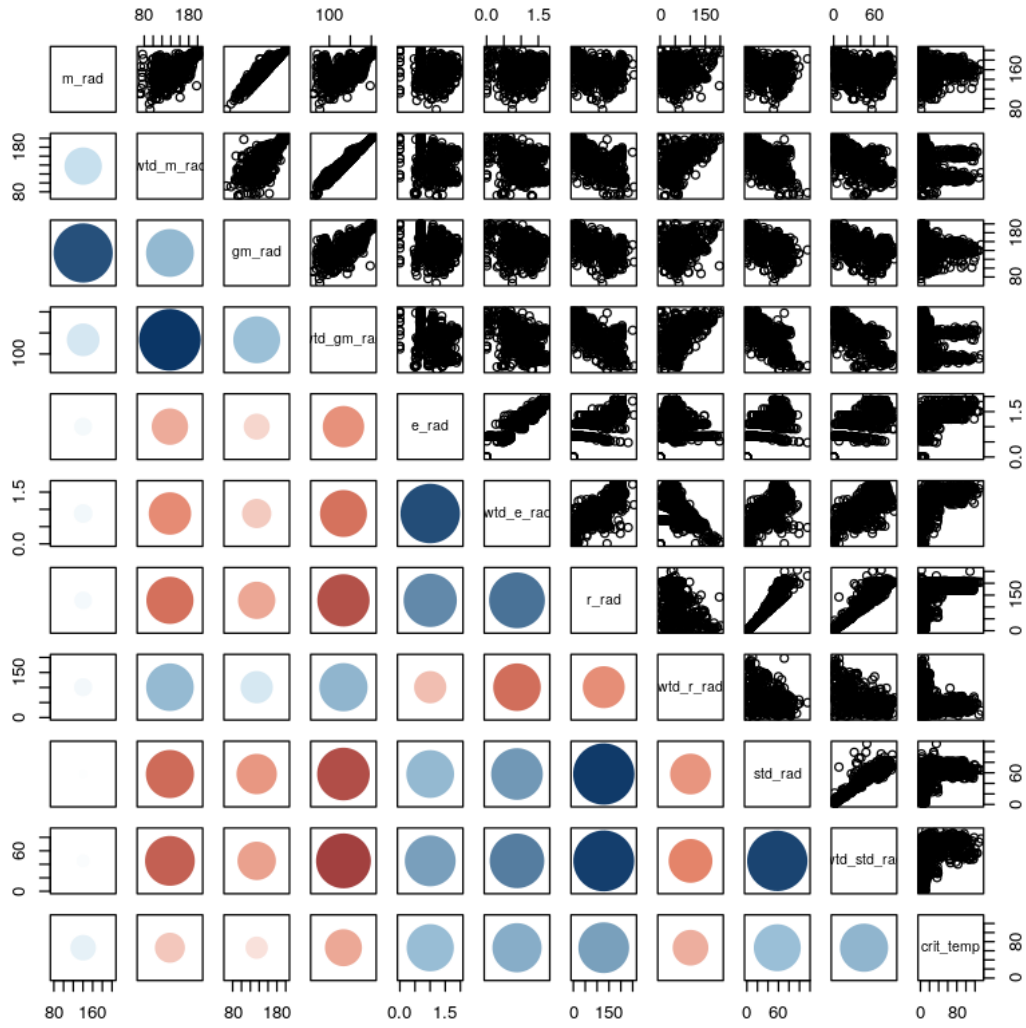 80 180 100 0.0 1.5 0 150 0 60
m_rad 80 160
80 180 wtd_m_rad
gm_rad 80 180
100 wtd_gm_rad
e_rad 0.0 1.5
0.0 1.5 wtd_e_rad
r_rad 0 150
0 150 wtd_r_rad
std_rad 0 60
0 60 wtd_std_rad
crit_temp 0 80
80 160 80 180 0.0 1.5 0 150 0 60 0 80